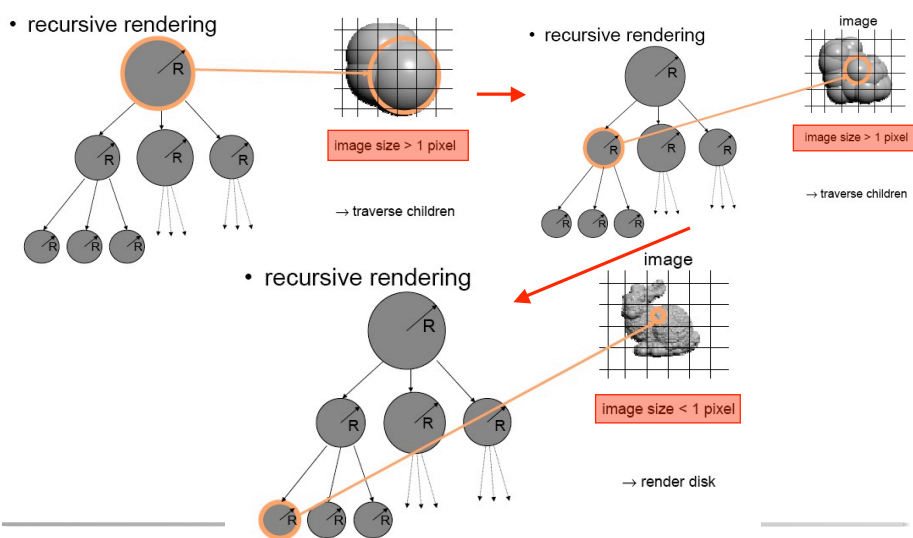 • recursive rendering
R
R
R
R
R
R
R
image size > 1 pixel
→ traverse children
• recursive rendering
image
R
R
R
R
R
R
R
image size > 1 pixel
→ traverse children
• recursive rendering
image
R
R
R
R
R
R
R
image size < 1 pixel
→ render disk